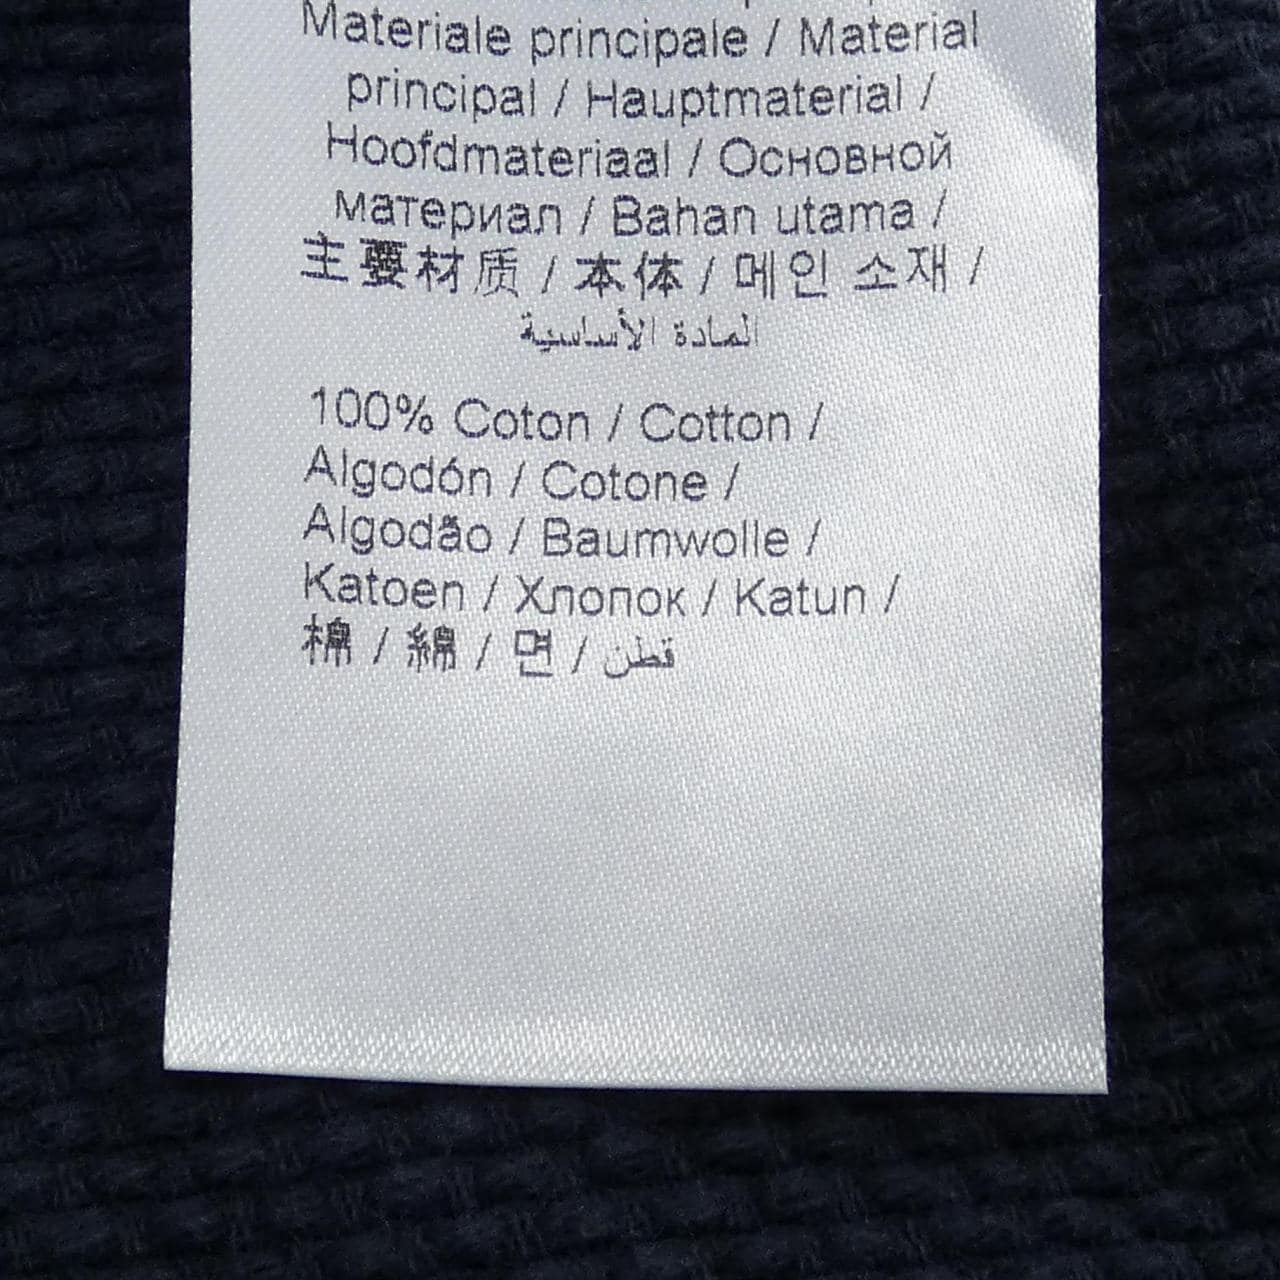 Materiale principale / Material
principal / Hauptmaterial /
Hoofdmateriaal / Основной
материал / Bahan utama /
主要材质 / 本体 / 메인 소재 /
المادة الأساسية
100% Coton / Cotton /
Algodón / Cotone /
Algodão / Baumwolle /
Katoen / Хлопок / Katun /
棉 / 綿 / 면 / قطن